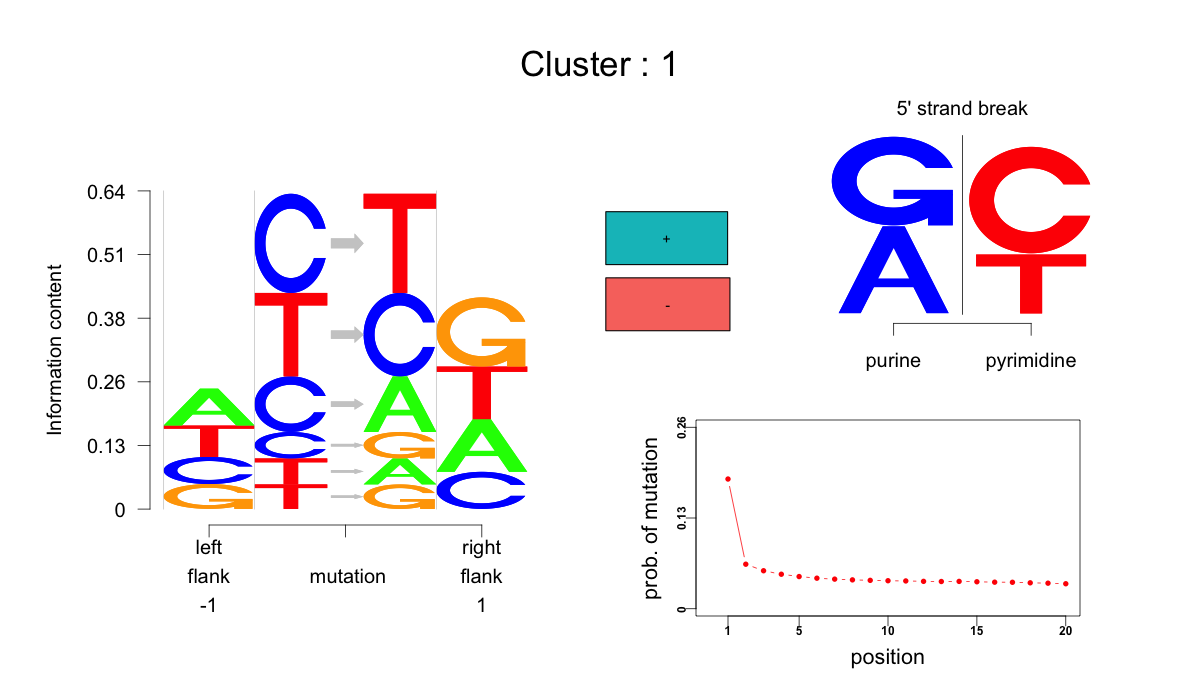 Cluster : 1
5' strand break
G C
A T
purine pyrimidine
+
-
Information content
0.64
0.51
0.38
0.26
0.13
0
C T
T C G
A C A T
T C G A
C T A C
G T G
left right
flank mutation flank
-1 1
prob. of mutation
0.26
0.13
0
1 5 10 15 20
position